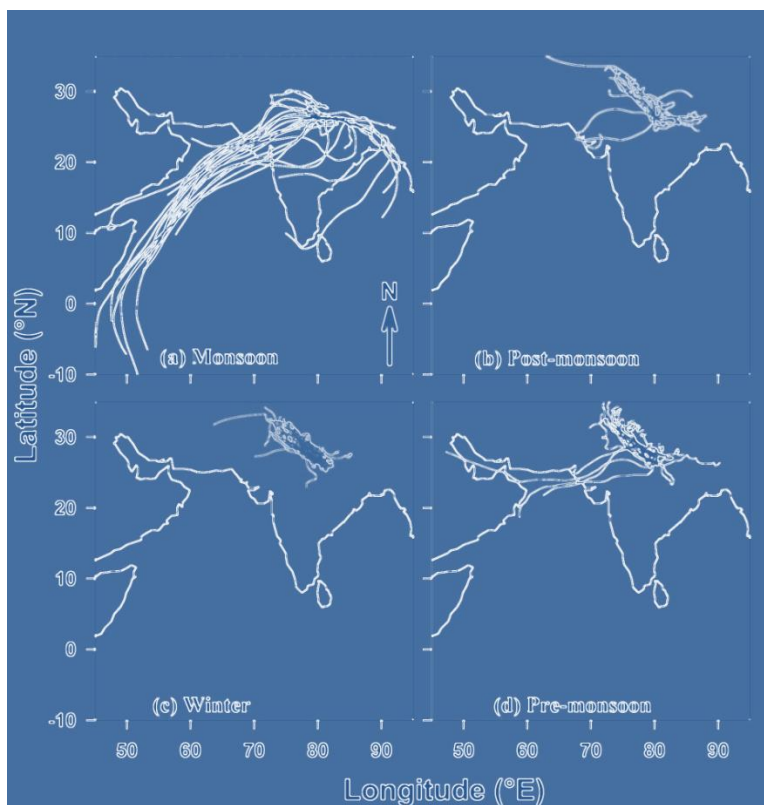 30
20
10
0
-10
N
(a) Monsoon
(b) Post-monsoon
Latitude (°N)
30
20
10
0
-10
(c) Winter
(d) Pre-monsoon
50 60 70 80 90
50 60 70 80 90
Longitude (°E)